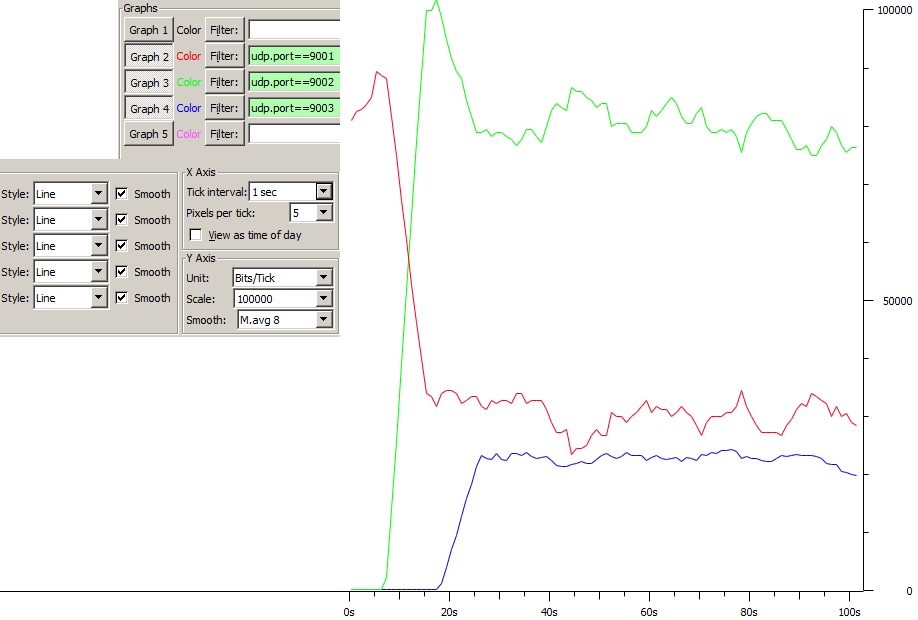 Graphs
Graph 1 Color Filter:
Graph 2 Color Filter: udp.port==9001
Graph 3 Color Filter: udp.port==9002
Graph 4 Color Filter: udp.port==9003
Graph 5 Color Filter:
Style: Line Smooth
Style: Line Smooth
Style: Line Smooth
Style: Line Smooth
Style: Line Smooth
X Axis
Tick interval: 1 sec
Pixels per tick: 5
View as time of day
Y Axis
Unit: Bits/Tick
Scale: 100000
Smooth: M.avg 8
100000
50000
0
0s 20s 40s 60s 80s 100s